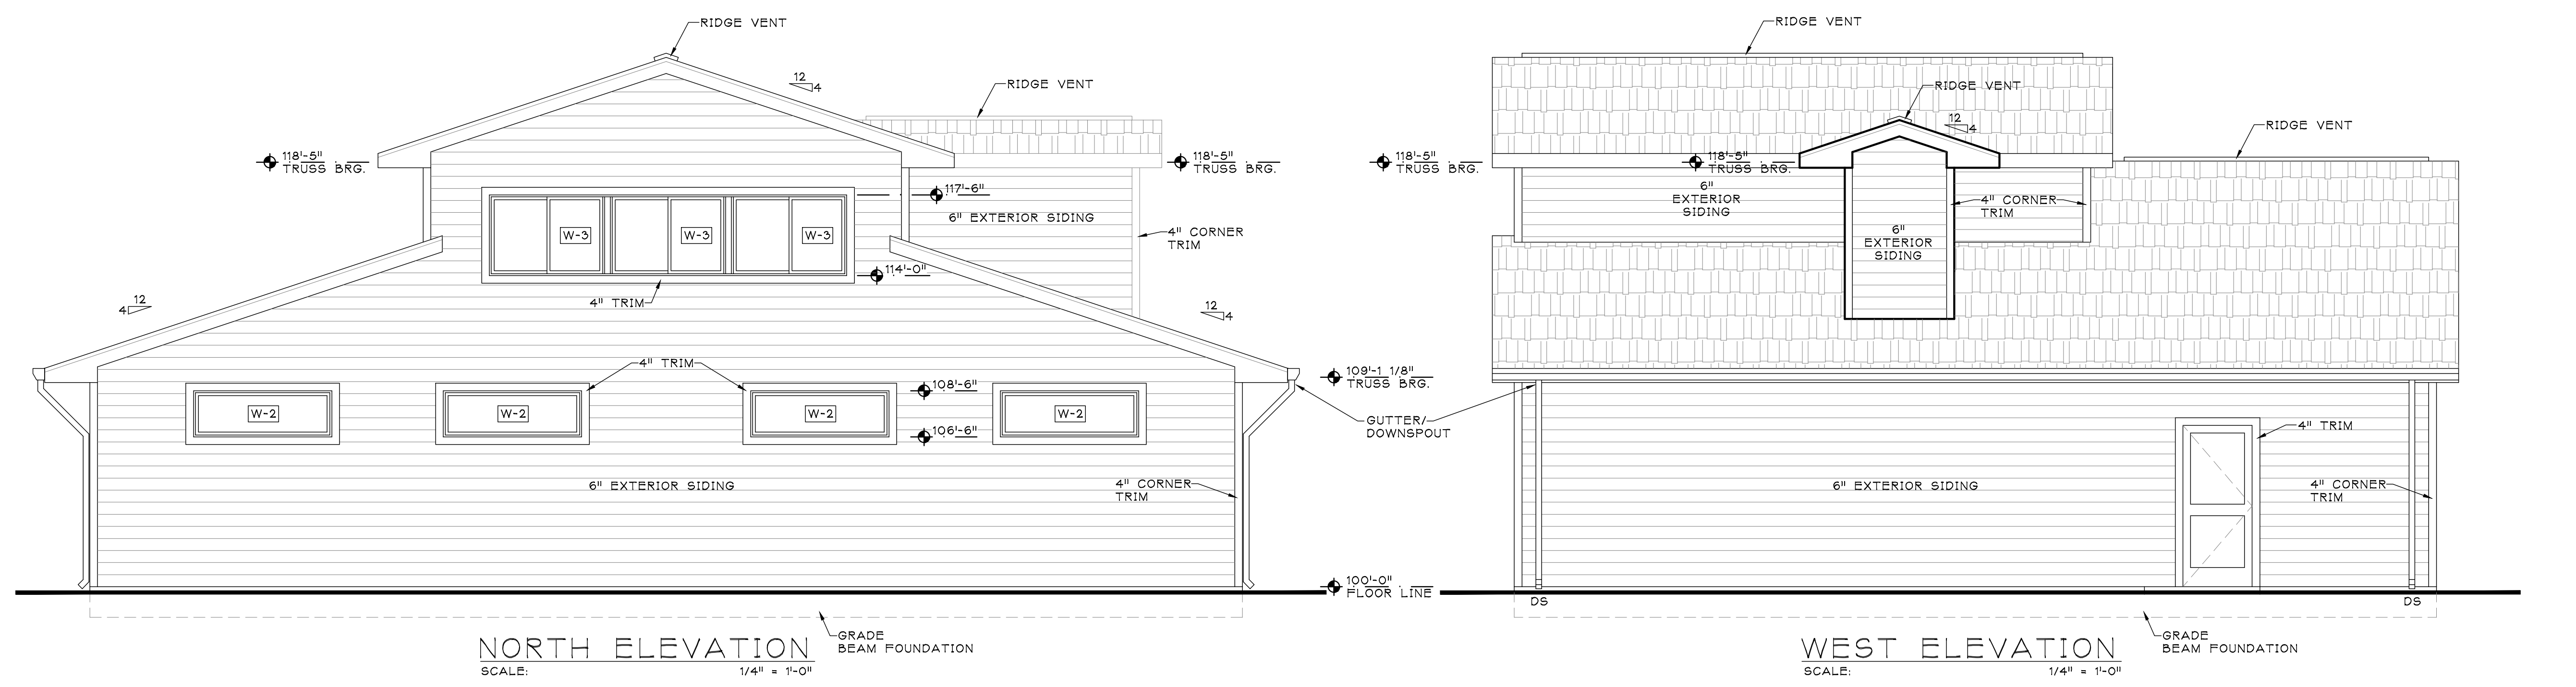 RIDGE VENT
12
4
RIDGE VENT
118'-5"
TRUSS BRG.
118'-5"
TRUSS BRG.
117'-6"
6" EXTERIOR SIDING
W-3
W-3
W-3
4" CORNER
TRIM
114'-0"
4" TRIM
12
4
12
4
4" TRIM
109'-1 1/8"
TRUSS BRG.
108'-6"
W-2
W-2
W-2
W-2
106'-6"
GUTTER/
DOWNSPOUT
6" EXTERIOR SIDING
4" CORNER
TRIM
100'-0"
FLOOR LINE
GRADE
BEAM FOUNDATION
NORTH ELEVATION
SCALE: 1/4" = 1'-0"
RIDGE VENT
RIDGE VENT
12
4
RIDGE VENT
118'-5"
TRUSS BRG.
118'-5"
TRUSS BRG.
6"
EXTERIOR
SIDING
4" CORNER
TRIM
6"
EXTERIOR
SIDING
4" TRIM
6" EXTERIOR SIDING
4" CORNER
TRIM
DS
DS
GRADE
BEAM FOUNDATION
WEST ELEVATION
SCALE: 1/4" = 1'-0"